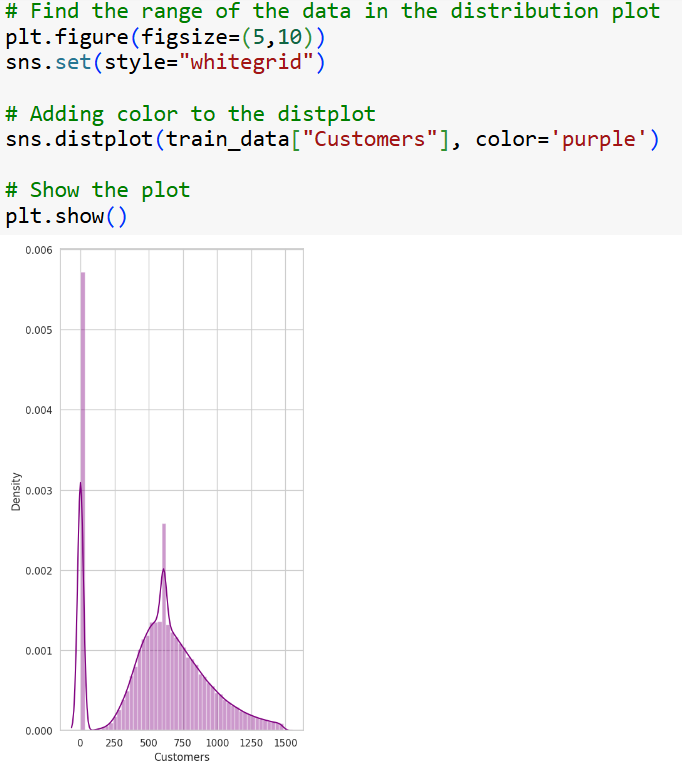 # Find the range of the data in the distribution plot
plt.figure(figsize=(5,10))
sns.set(style="whitegrid")
# Adding color to the distplot
sns.distplot(train_data["Customers"], color='purple')
# Show the plot
plt.show()
0.006
0.005
0.004
0.003
0.002
0.001
0.000
Density
0 250 500 750 1000 1250 1500
Customers